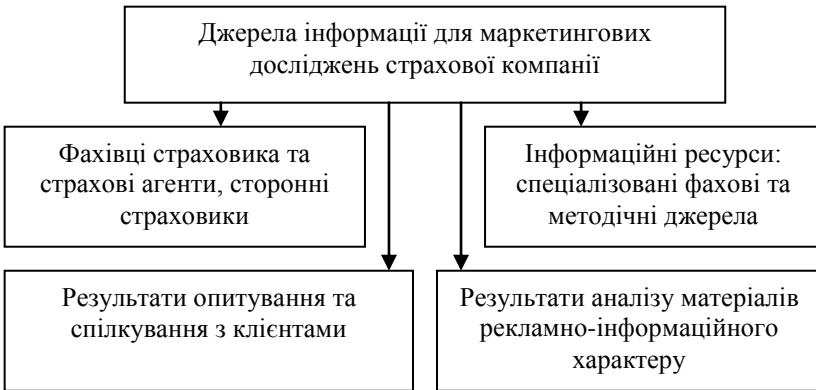 Джерела інформації для маркетингових
досліджень страхової компанії
Фахівці страховика та
страхові агенти, сторонні
страховики
Інформаційні ресурси:
спеціалізовані фахові та
методичні джерела
Результати опитування та
спілкування з клієнтами
Результати аналізу матеріалів
рекламно-інформаційного
характеру